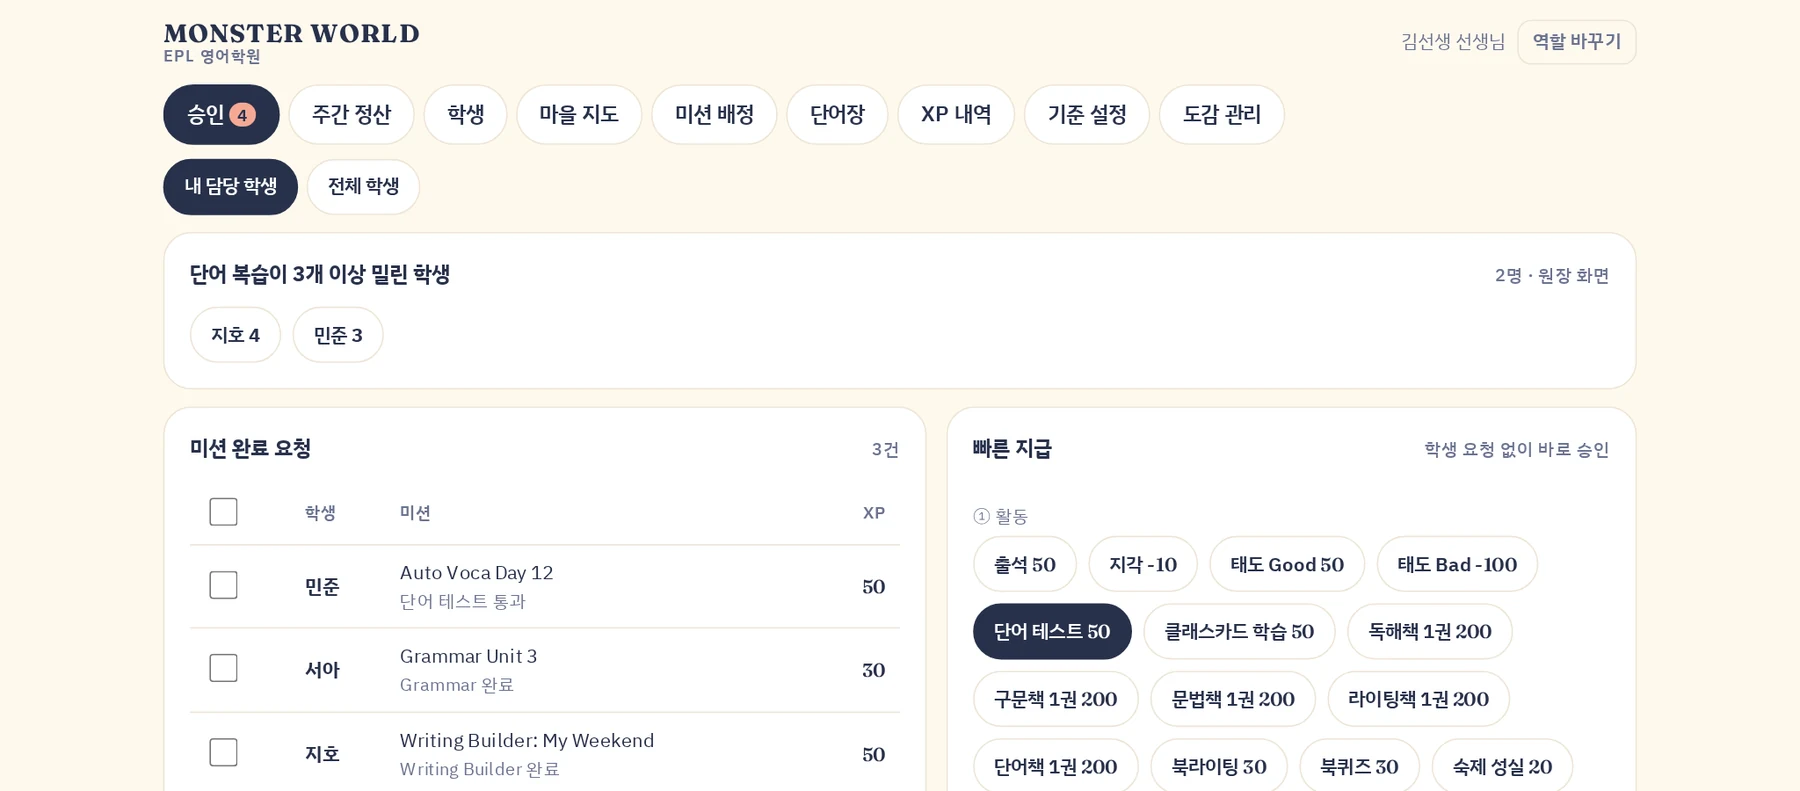 MONSTER WORLD
EPL 영어학원
김선생 선생님
역할 바꾸기
승인 4
주간 정산
학생
마을 지도
미션 배정
단어장
XP 내역
기준 설정
도감 관리
내 담당 학생
전체 학생
단어 복습이 3개 이상 밀린 학생
2명 · 원장 화면
지호 4
민준 3
미션 완료 요청
3건
학생 미션 XP
민준 Auto Voca Day 12 50
단어 테스트 통과
서아 Grammar Unit 3 30
Grammar 완료
지호 Writing Builder: My Weekend 50
Writing Builder 완료
빠른 지급
학생 요청 없이 바로 승인
① 활동
출석 50
지각 -10
태도 Good 50
태도 Bad -100
단어 테스트 50
클래스카드 학습 50
독해책 1권 200
구문책 1권 200
문법책 1권 200
라이팅책 1권 200
단어책 1권 200
북라이팅 30
북퀴즈 30
숙제 성실 20